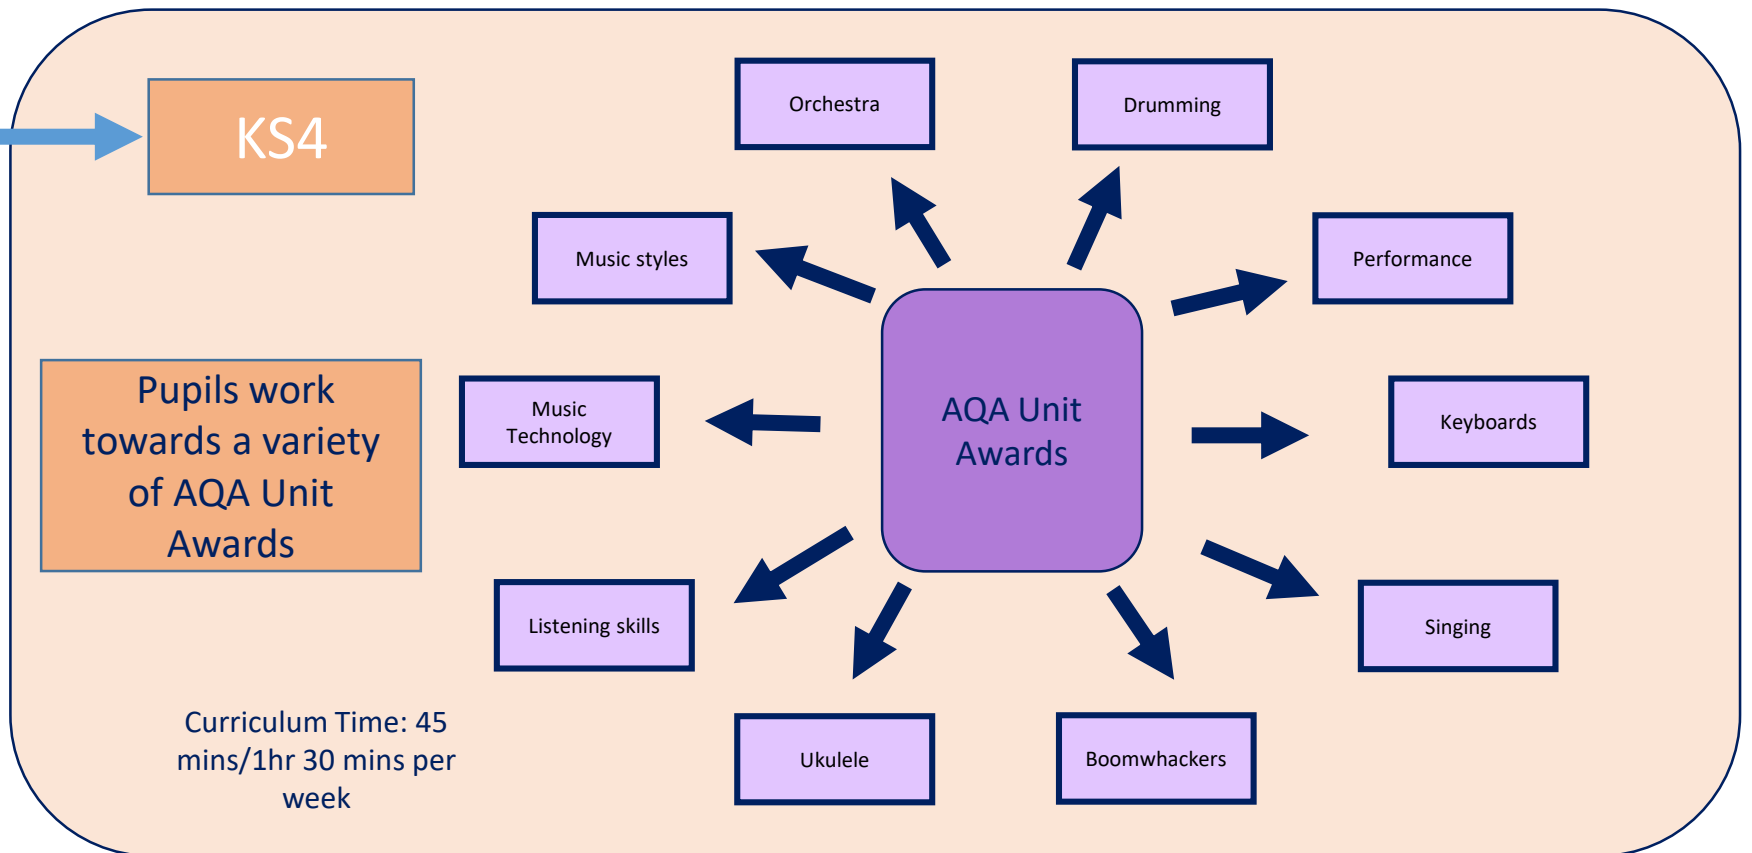 KS4
Orchestra
Drumming
Music styles
Performance
Pupils work
towards a variety
of AQA Unit
Awards
Music
Technology
AQA Unit
Awards
Keyboards
Listening skills
Singing
Curriculum Time: 45
mins/1hr 30 mins per
week
Ukulele
Boomwhackers